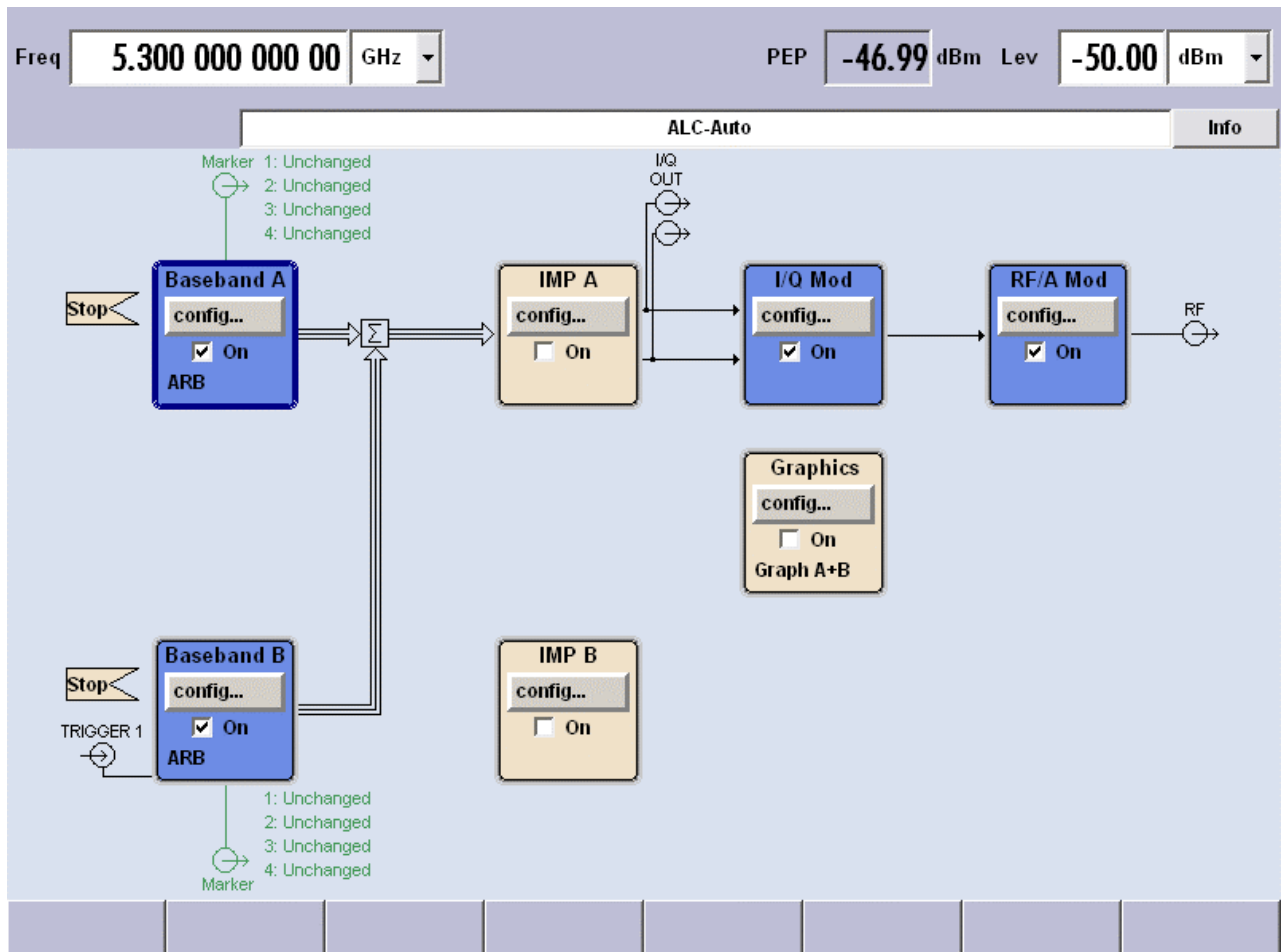 Freq 5.300 000 000 00 GHz PEP -46.99 dBm Lev -50.00 dBm
ALC-Auto Info
Marker 1: Unchanged
2: Unchanged
3: Unchanged
4: Unchanged
I/Q
OUT
Stop
Baseband A
config...
On
ARB
Σ
IMP A
config...
On
I/Q Mod
config...
On
RF/A Mod
config...
On
RF
Graphics
config...
On
Graph A+B
Stop
TRIGGER 1
Baseband B
config...
On
ARB
IMP B
config...
On
1: Unchanged
2: Unchanged
3: Unchanged
4: Unchanged
Marker